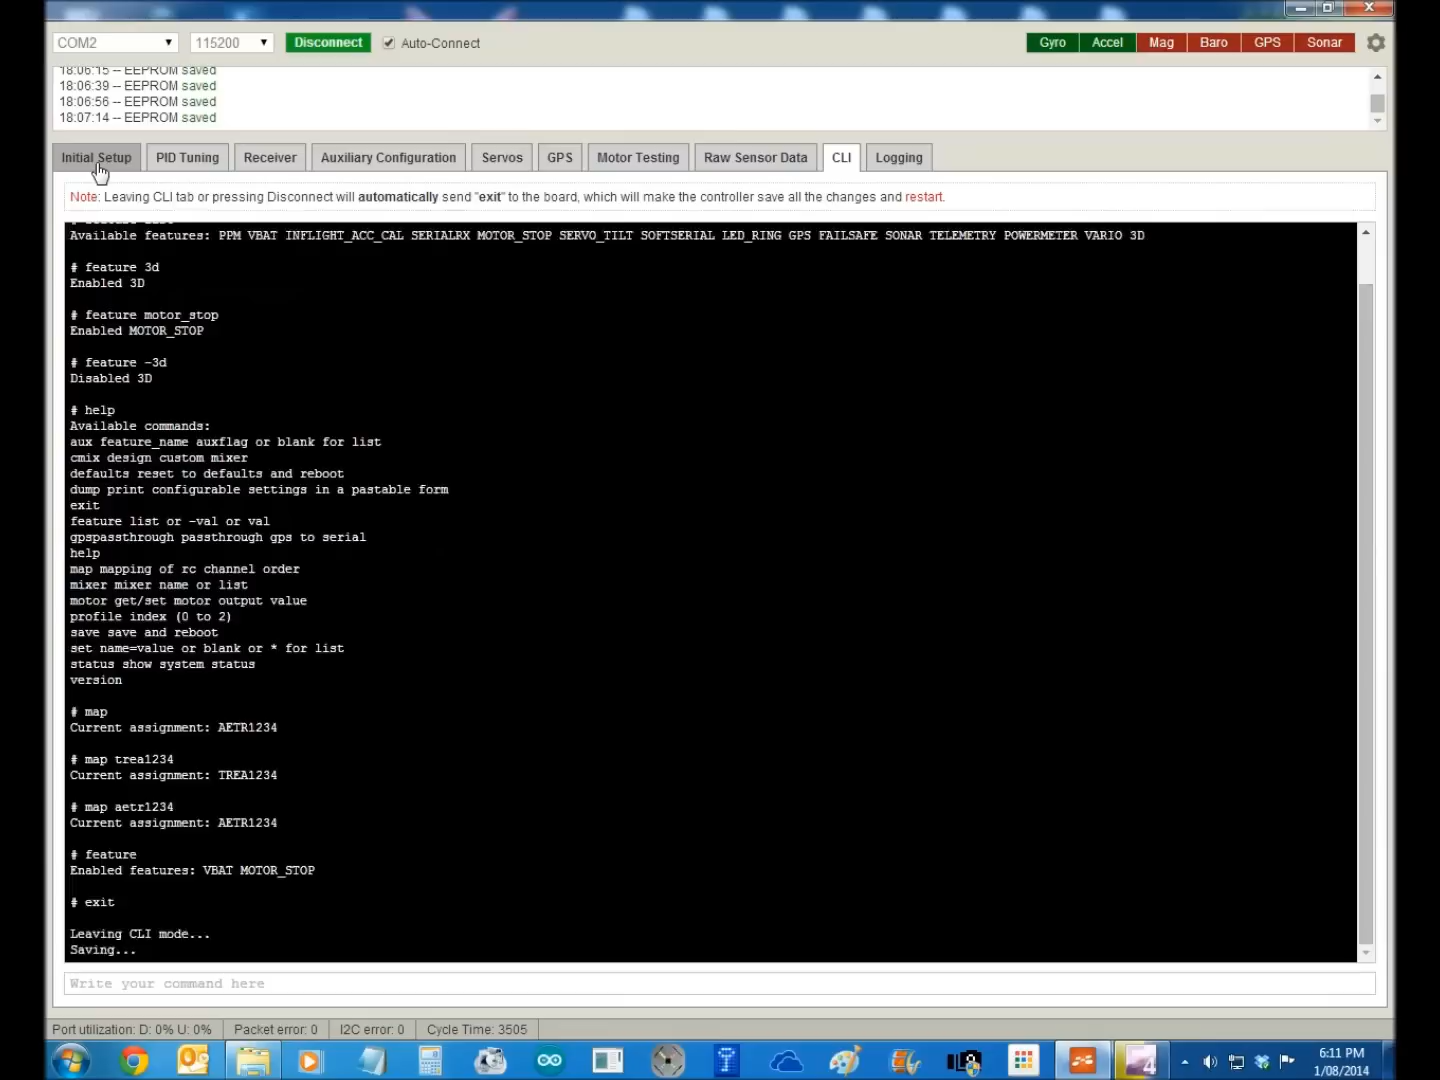 COM2
115200
Disconnect
Auto-Connect
Gyro
Accel
Mag
Baro
GPS
Sonar
18:06:15 -- EEPROM saved
18:06:39 -- EEPROM saved
18:06:56 -- EEPROM saved
18:07:14 -- EEPROM saved
Initial Setup
PID Tuning
Receiver
Auxiliary Configuration
Servos
GPS
Motor Testing
Raw Sensor Data
CLI
Logging
Note: Leaving CLI tab or pressing Disconnect will automatically send "exit" to the board, which will make the controller save all the changes and restart.
Available features: PPM VBAT INFLIGHT_ACC_CAL SERIALRX MOTOR_STOP SERVO_TILT SOFTSERIAL LED_RING GPS FAILSAFE SONAR TELEMETRY POWERMETER VARIO 3D
# feature 3d
Enabled 3D
# feature motor_stop
Enabled MOTOR_STOP
# feature -3d
Disabled 3D
# help
Available commands:
aux feature_name auxflag or blank for list
cmix design custom mixer
defaults reset to defaults and reboot
dump print configurable settings in a pastable form
exit
feature list or -val or val
gpspassthrough passthrough gps to serial
help
map mapping of rc channel order
mixer mixer name or list
motor get/set motor output value
profile index (0 to 2)
save save and reboot
set name=value or blank or * for list
status show system status
version
# map
Current assignment: AETR1234
# map trea1234
Current assignment: TREA1234
# map aetr1234
Current assignment: AETR1234
# feature
Enabled features: VBAT MOTOR_STOP
# exit
Leaving CLI mode...
Saving...
Write your command here
Port utilization: D: 0% U: 0%
Packet error: 0
I2C error: 0
Cycle Time: 3505
6:11 PM
1/08/2014